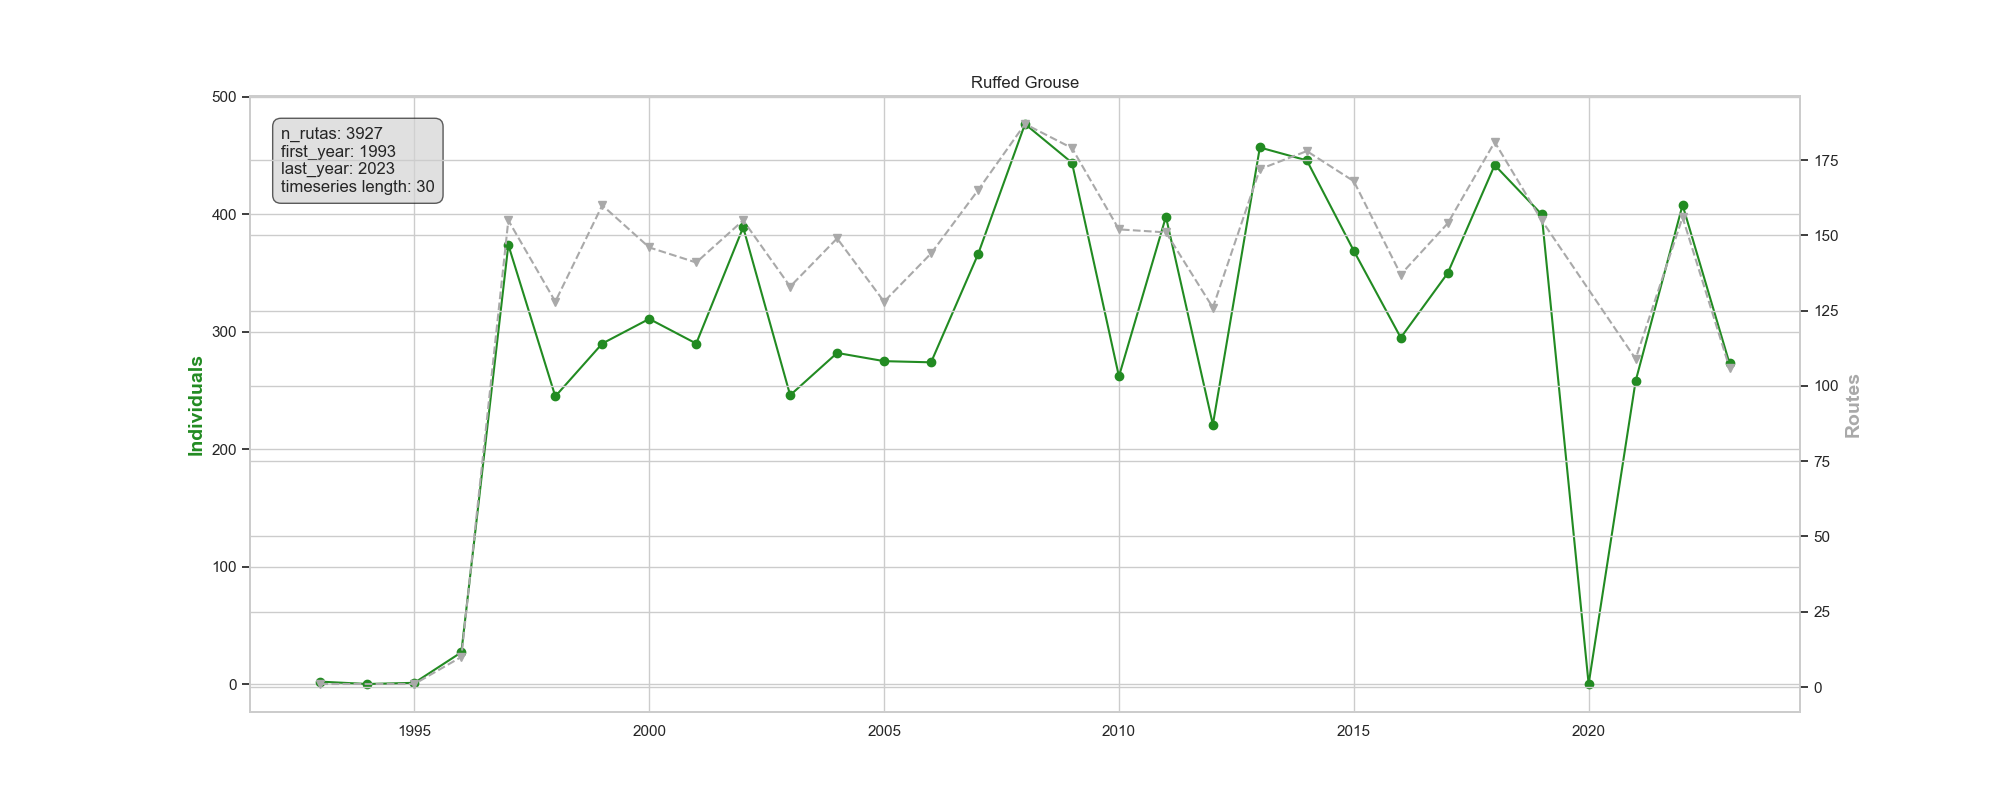 Ruffed Grouse
n_rutas: 3927
first_year: 1993
last_year: 2023
timeseries length: 30
500
400
300
200
100
0
Individuals
175
150
125
100
75
50
25
0
Routes
1995
2000
2005
2010
2015
2020